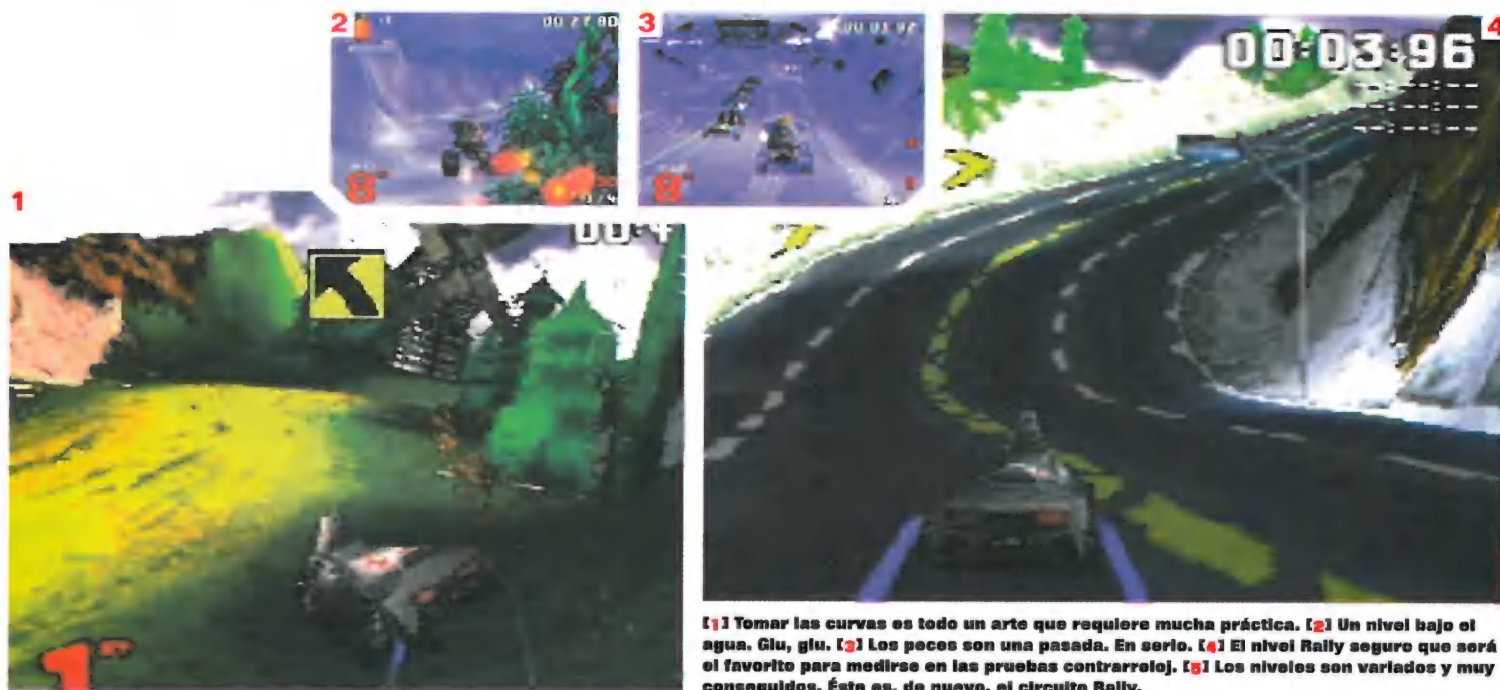 2
00:27:80
3
4
00:03:96
8
8
1
1
[1] Tomar las curvas es todo un arte que requiere mucha práctica. [2] Un nivel bajo el
agua. Glu, glu. [3] Los peces son una pasada. En serio. [4] El nivel Rally seguro que será
el favorito para medirse en las pruebas contrarreloj. [5] Los niveles son variados y muy
conseguidos. Éste es, de nuevo, el circuito Rally.